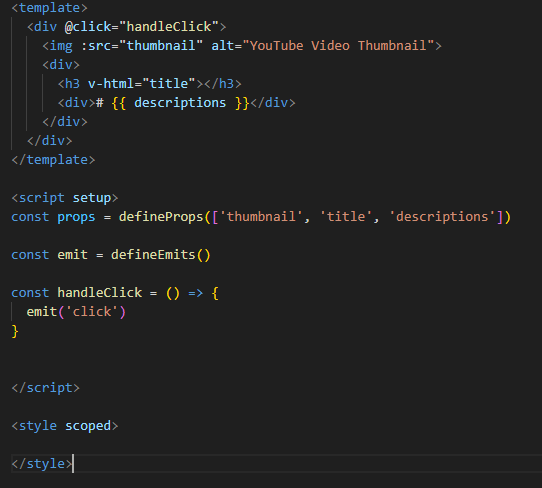 <template>
  <div @click="handleClick">
    <img :src="thumbnail" alt="YouTube Video Thumbnail">
    <div>
      <h3 v-html="title"></h3>
      <div># {{ descriptions }}</div>
    </div>
  </div>
</template>

<script setup>
const props = defineProps(['thumbnail', 'title', 'descriptions'])

const emit = defineEmits()

const handleClick = () => {
  emit('click')
}


</script>

<style scoped>

</style>